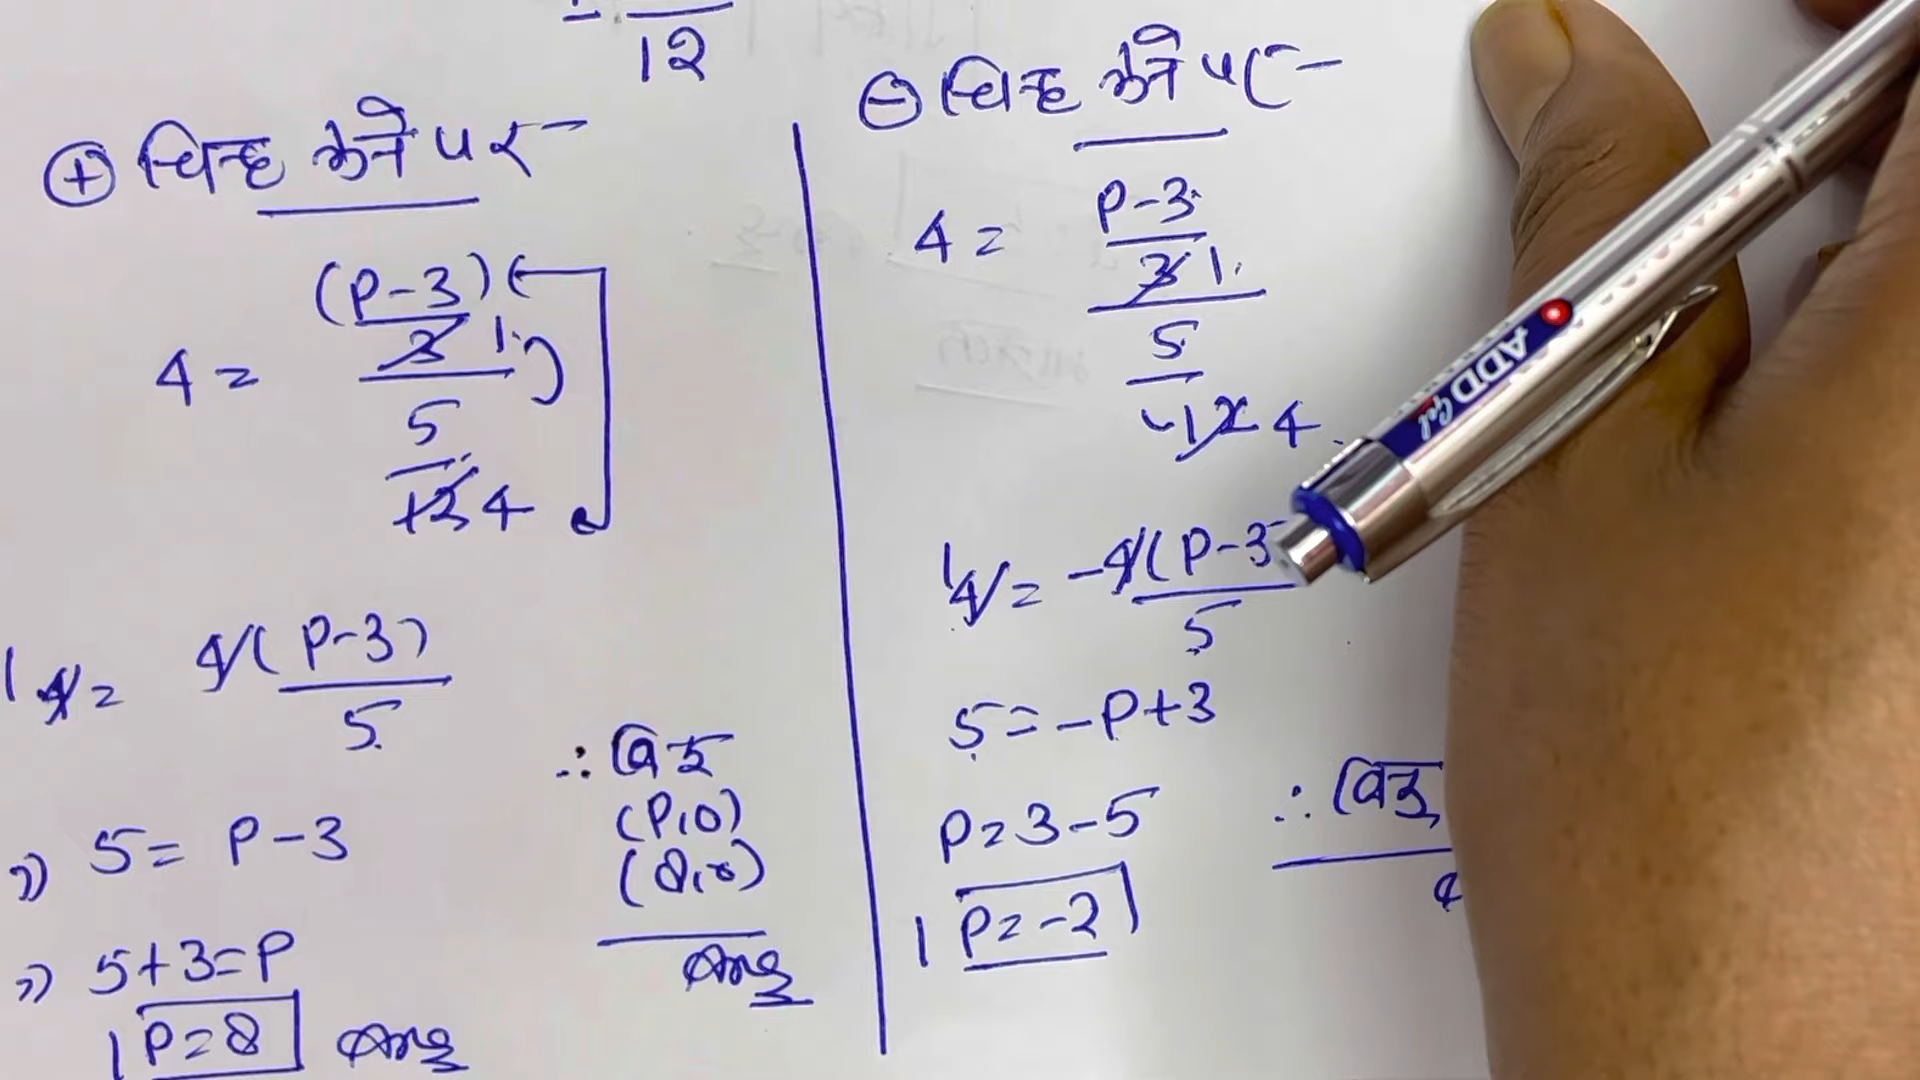 ± —
12
⊕ चिन्ह लेने पर -
4 = (P-3)
3 1
5
12 4
1 4 = 4(P-3)
5
⇒ 5 = P-3
⇒ 5+3=P
P=8 Ans
∴ बिन्दु
(P,0)
(8,0)
Ans
⊖ चिन्ह लेने पर -
4 = P-3
3 1
5
-12 4
1 4 = -4(P-3
5
5 = -P+3
P=3-5
P=-2
∴ बिन्दु
ADD Gel